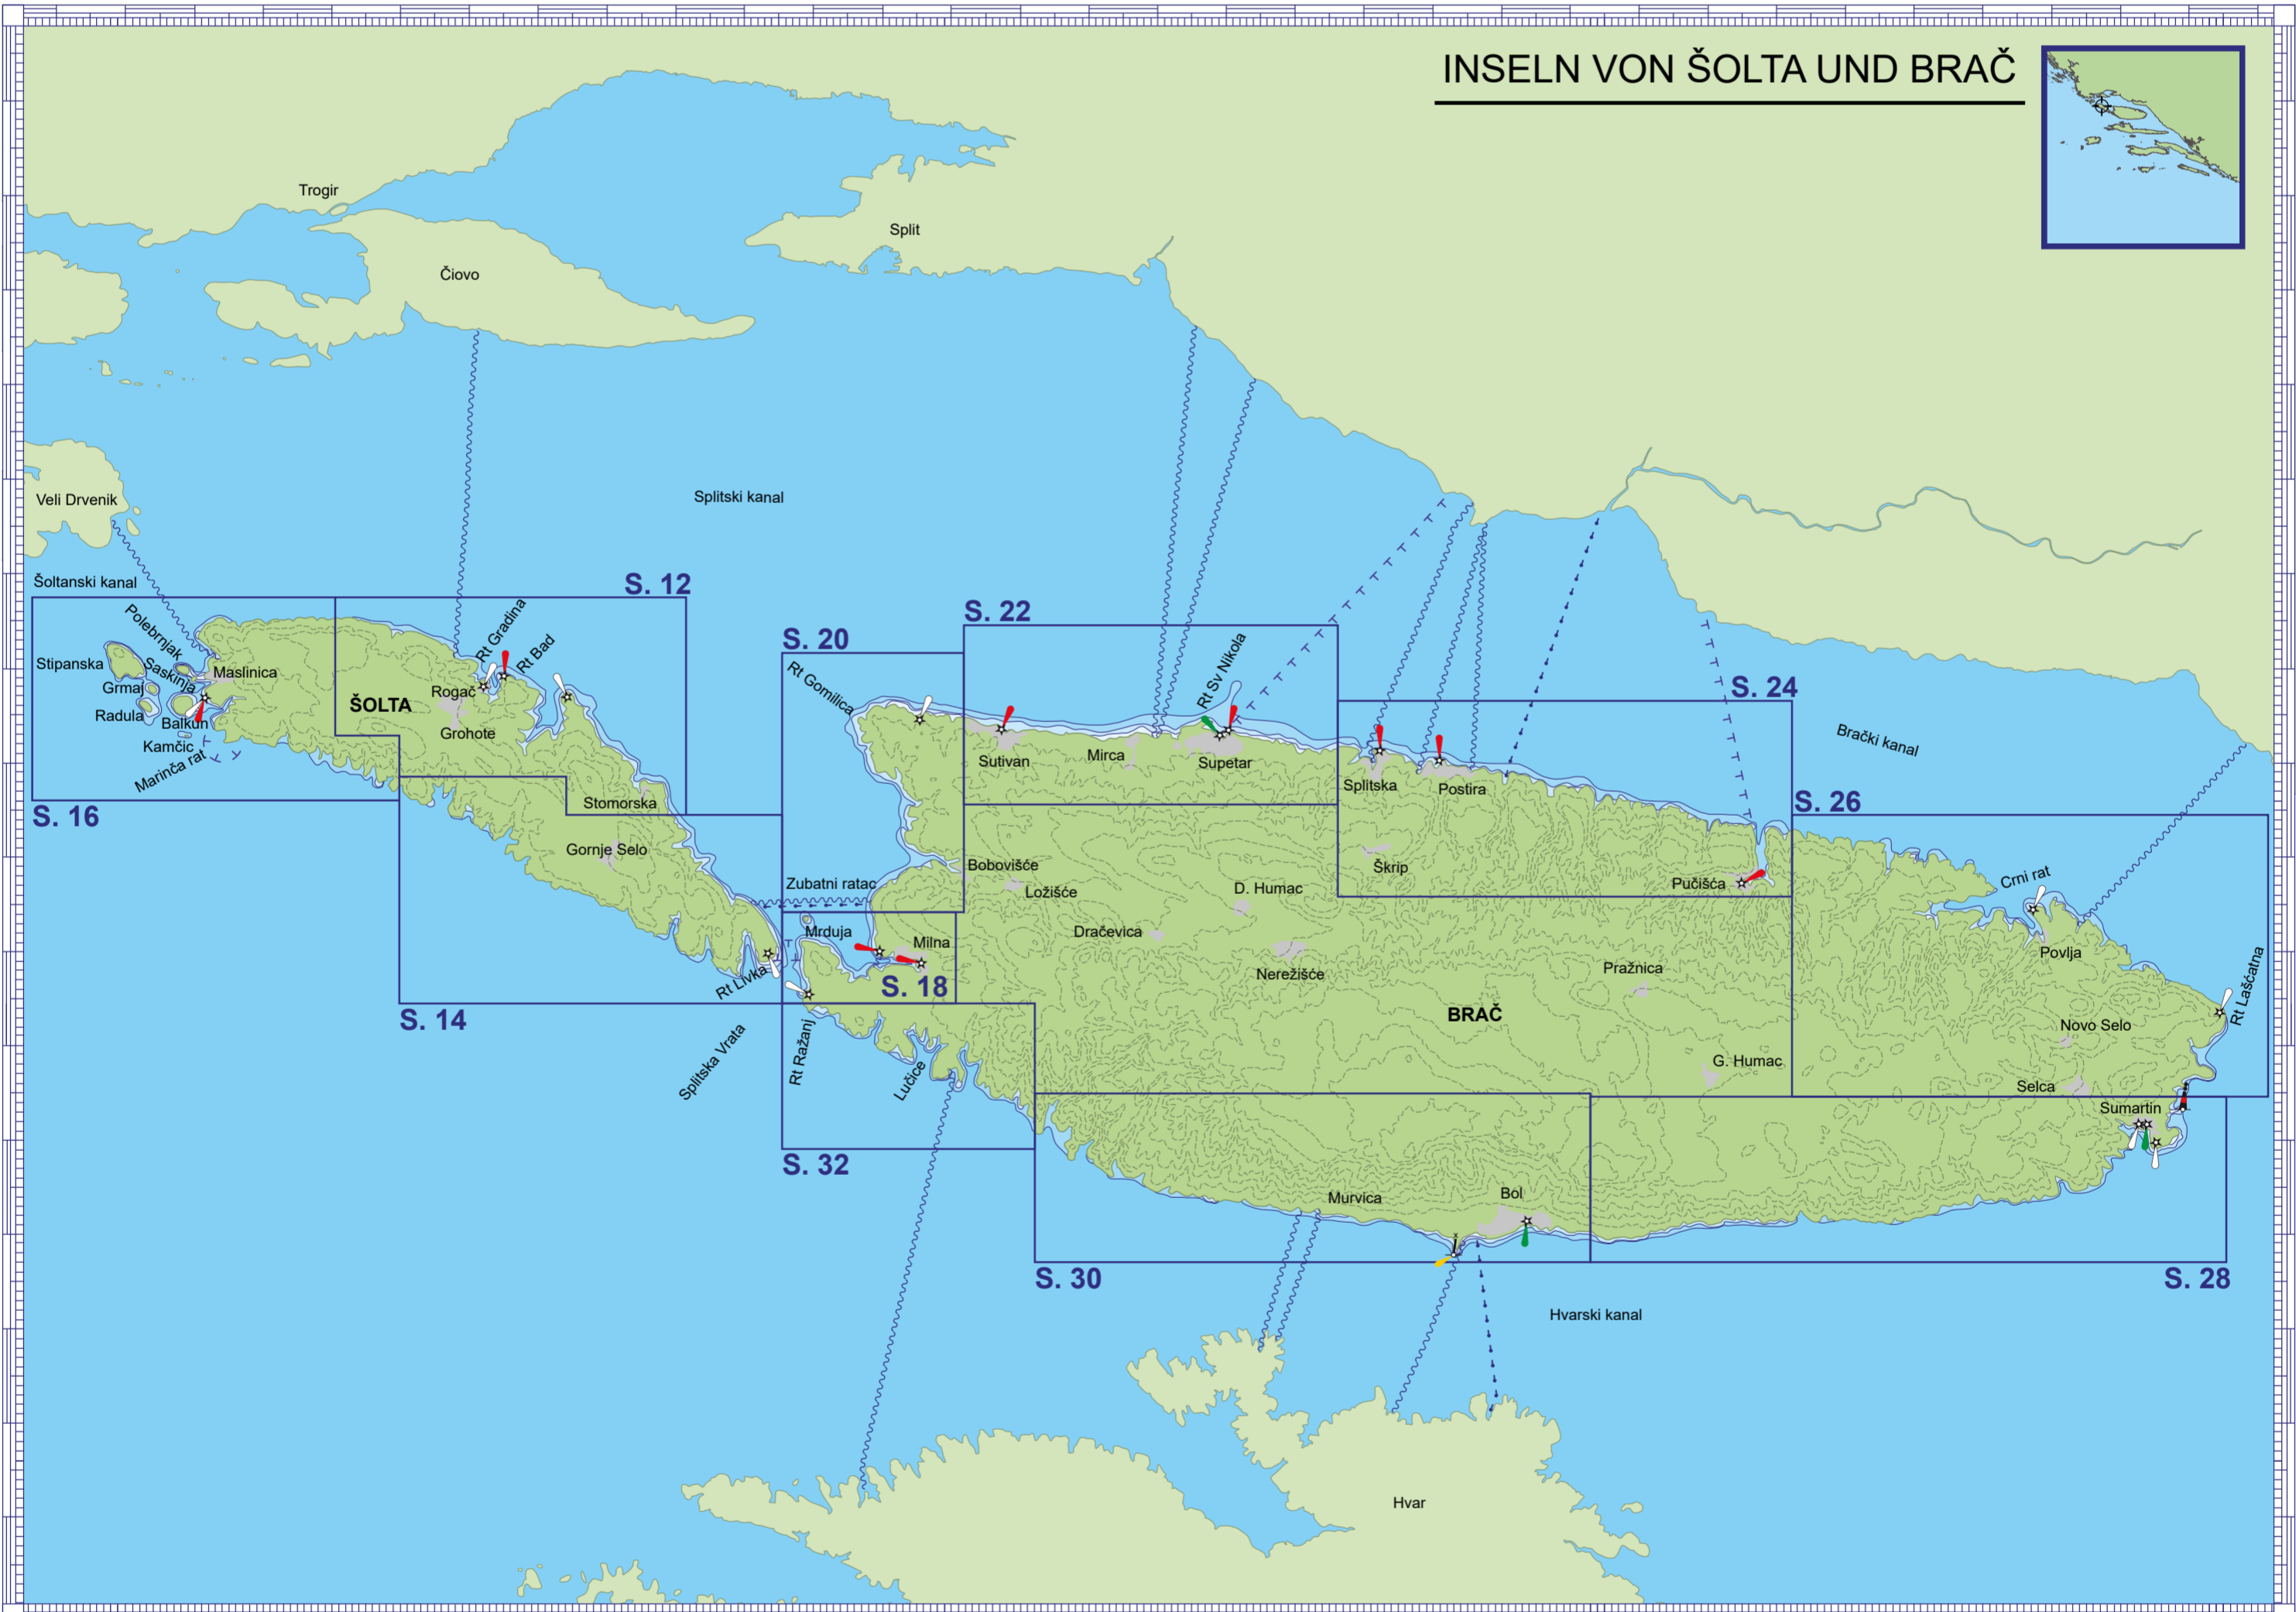 INSELN VON ŠOLTA UND BRAČ
Trogir
Split
Čiovo
Veli Drvenik
Splitski kanal
Šoltanski kanal
S. 12
Polebrnjak
Rt Gradina
Rt Bad
Stipanska
Saskinja
Maslinica
Grmaj
Rogač
ŠOLTA
Radula
Balkun
Grohote
Kamčic
Marinča rat
S. 16
Stomorska
Gornje Selo
S. 14
S. 20
S. 22
Rt Gomilica
Rt Sv Nikola
S. 24
Sutivan
Mirca
Supetar
Splitska
Postira
Brački kanal
S. 26
Bobovišće
Ložišće
Škrip
Pučišća
D. Humac
Crni rat
Zubatni ratac
Mrduja
Milna
Dračevica
Nerežišće
Pražnica
Povlja
Rt Livka
S. 18
BRAČ
Rt Lašćatna
Novo Selo
Splitska Vrata
Rt Ražanj
Lučice
G. Humac
Selca
Sumartin
S. 32
Murvica
Bol
S. 30
S. 28
Hvarski kanal
Hvar